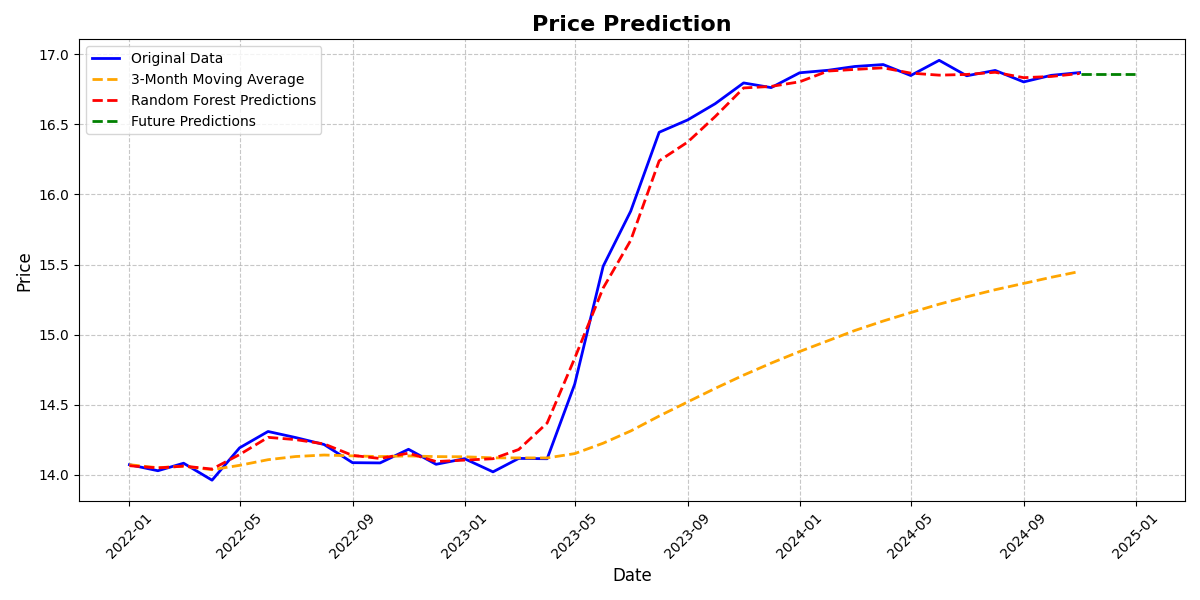 Price Prediction
Original Data
3-Month Moving Average
Random Forest Predictions
Future Predictions
17.0
16.5
16.0
15.5
15.0
14.5
14.0
Price
2022-01
2022-05
2022-09
2023-01
2023-05
2023-09
2024-01
2024-05
2024-09
2025-01
Date